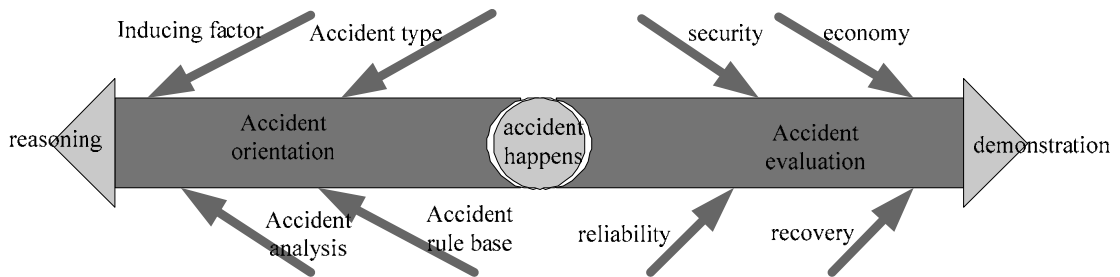 Inducing factor
Accident type
security
economy
reasoning
Accident
orientation
accident
happens
Accident
evaluation
demonstration
Accident
analysis
Accident
rule base
reliability
recovery